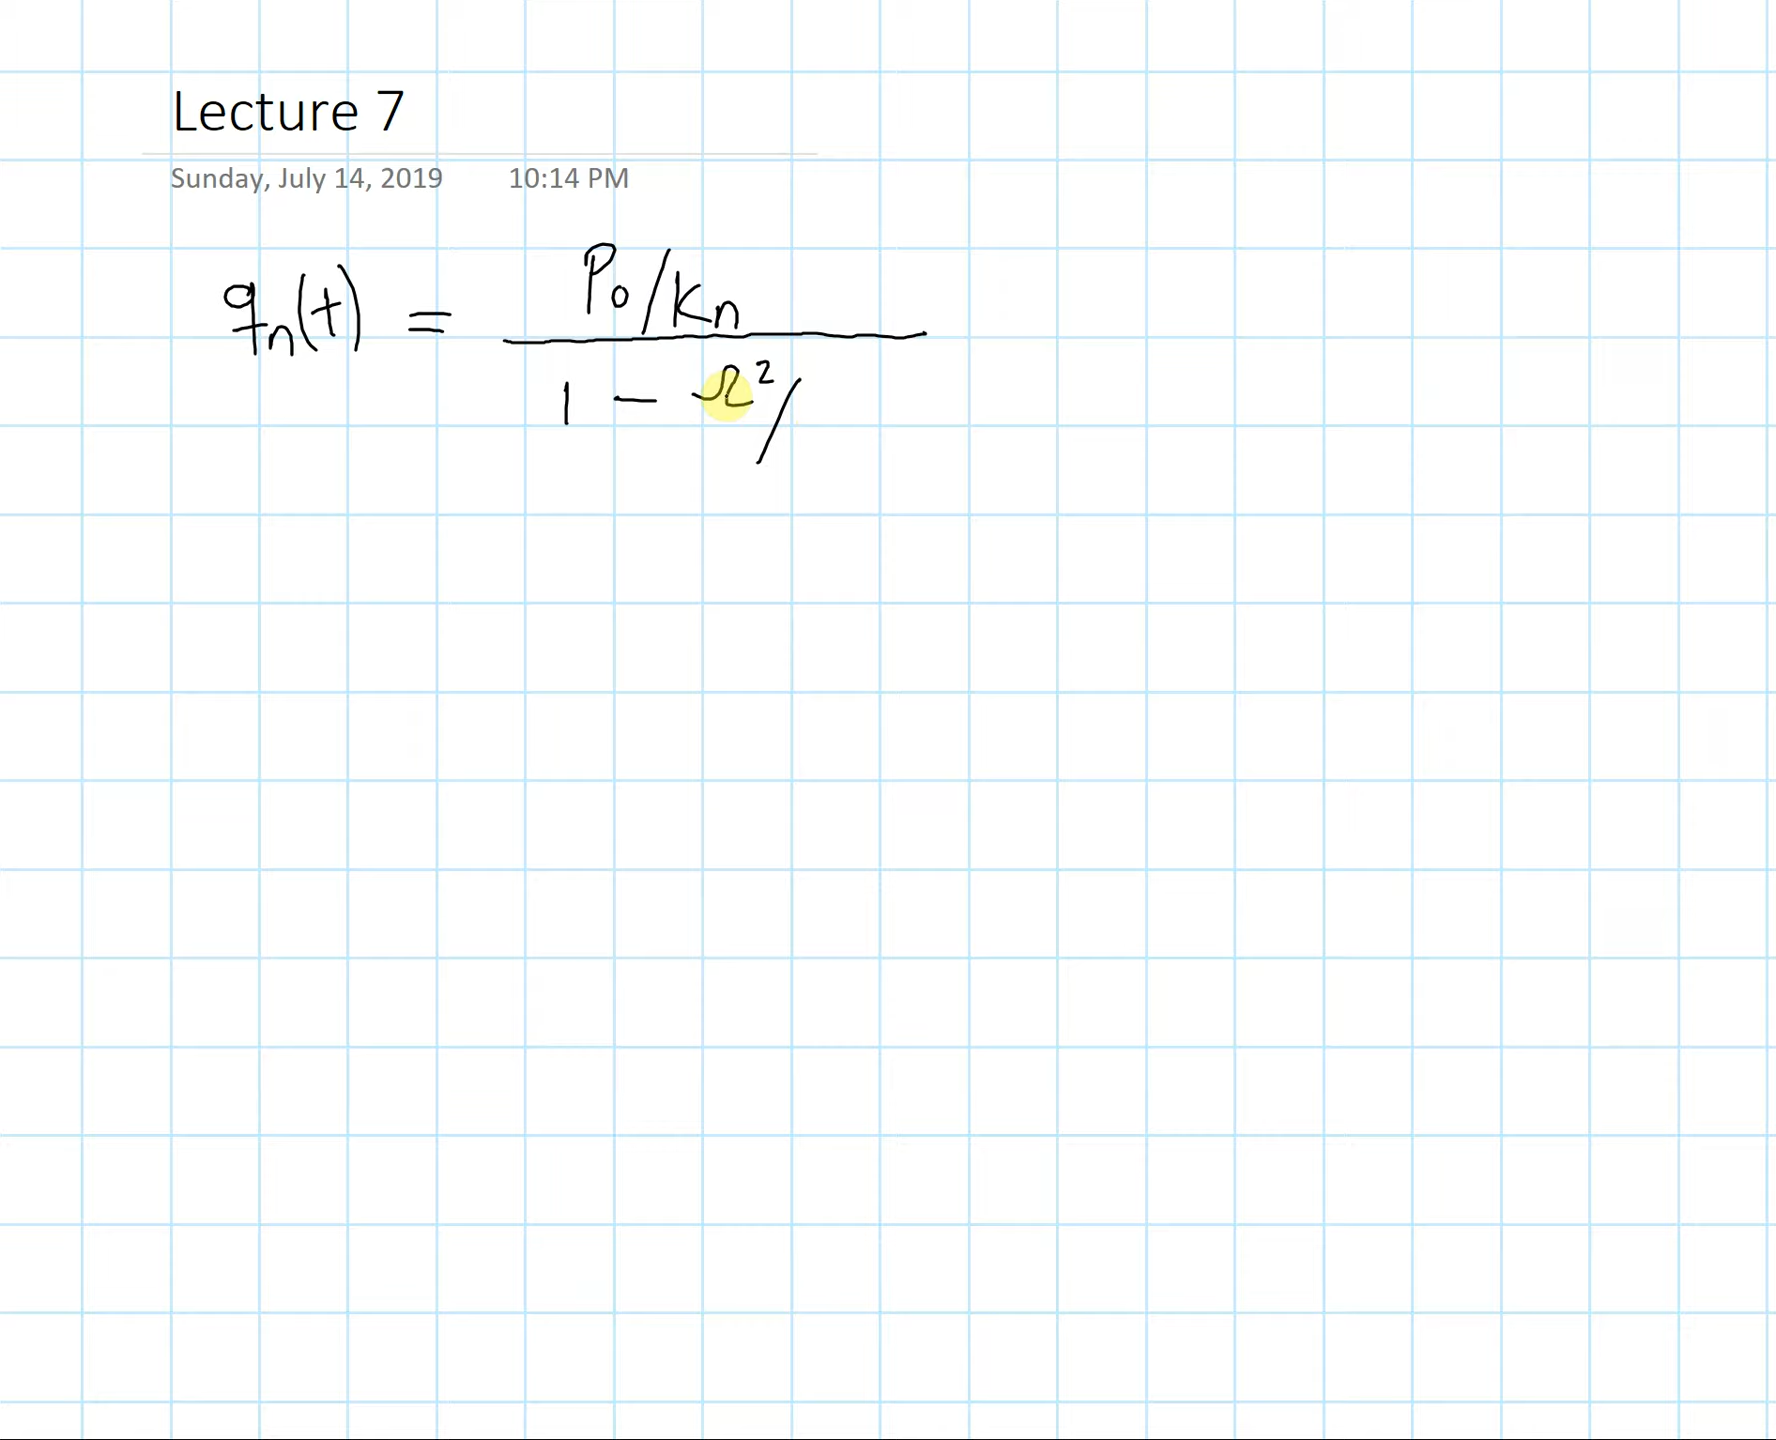 Lecture 7
Sunday, July 14, 2019 10:14 PM
qn(t) = P0/Kn
1 - Ω²/